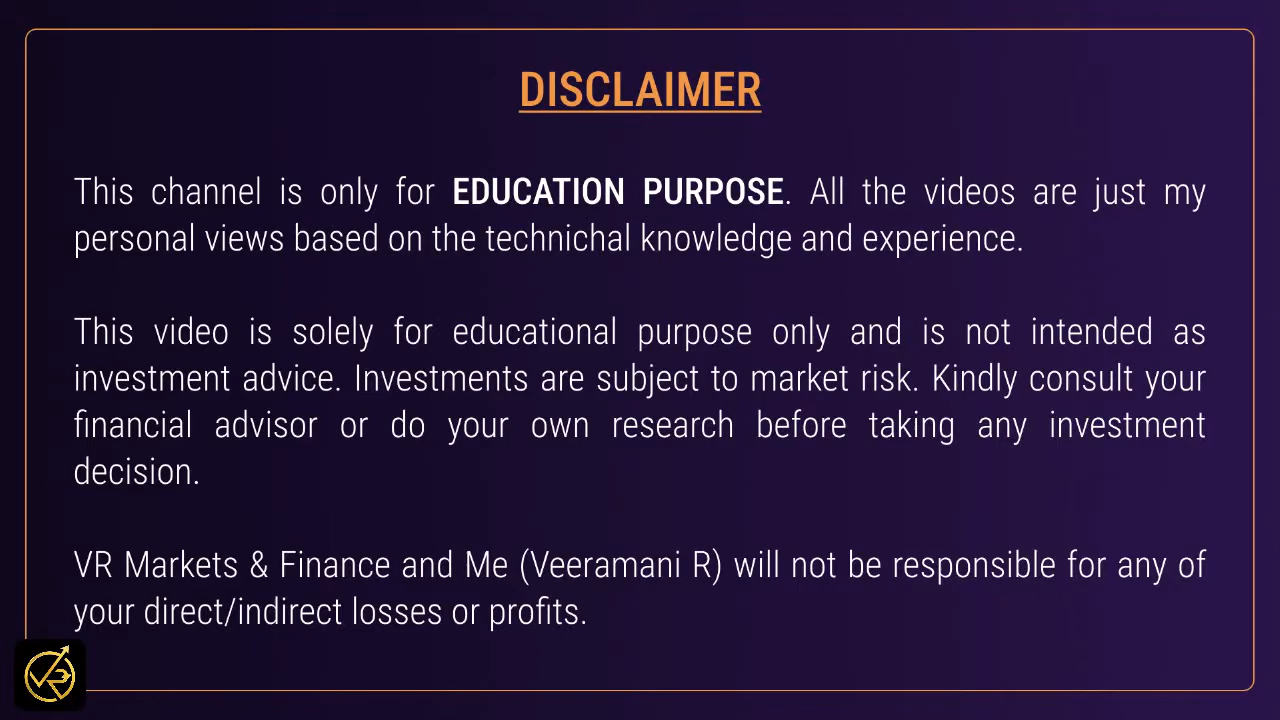 DISCLAIMER
This channel is only for EDUCATION PURPOSE. All the videos are just my
personal views based on the technichal knowledge and experience.
This video is solely for educational purpose only and is not intended as
investment advice. Investments are subject to market risk. Kindly consult your
financial advisor or do your own research before taking any investment
decision.
VR Markets & Finance and Me (Veeramani R) will not be responsible for any of
your direct/indirect losses or profits.